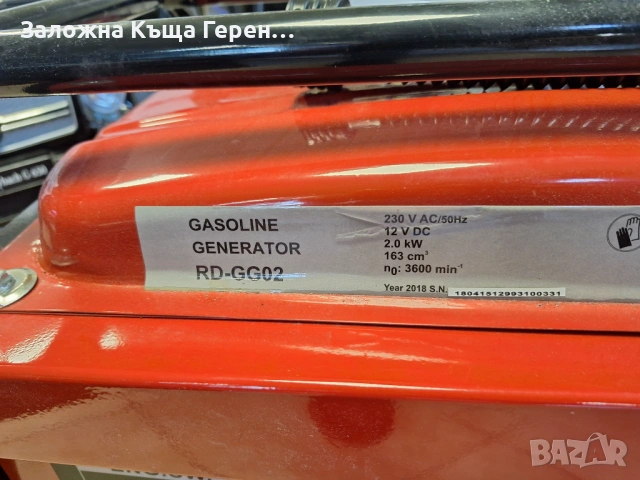 Заложна Къща Герен...
GASOLINE
GENERATOR
RD-GG02
230 V AC/50Hz
12 V DC
2.0 kW
163 cm³
n₀: 3600 min⁻¹
Year 2018 S.N. 18041512993100331
BAZAR